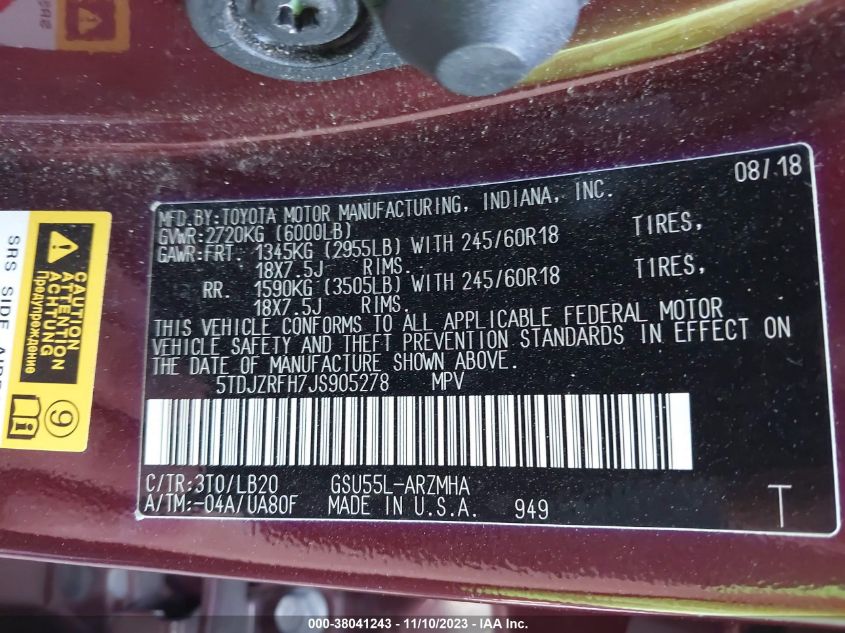 08/18
MFD.BY:TOYOTA MOTOR MANUFACTURING, INDIANA, INC.
GVWR:2720KG (6000LB)
GAWR:FRT. 1345KG (2955LB) WITH 245/60R18 TIRES,
18X7.5J RIMS.
RR. 1590KG (3505LB) WITH 245/60R18 TIRES,
18X7.5J RIMS.
THIS VEHICLE CONFORMS TO ALL APPLICABLE FEDERAL MOTOR
VEHICLE SAFETY AND THEFT PREVENTION STANDARDS IN EFFECT ON
THE DATE OF MANUFACTURE SHOWN ABOVE.
5TDJZRFH7JS905278 MPV
C/TR:3T0/LB20 GSU55L-ARZMHA
A/TM:-04A/UA80F MADE IN U.S.A. 949 T
CAUTION
ATTENTION
ACHTUNG
Предупреждение
SRS SIDE
9
000-38041243 - 11/10/2023 - IAA Inc.